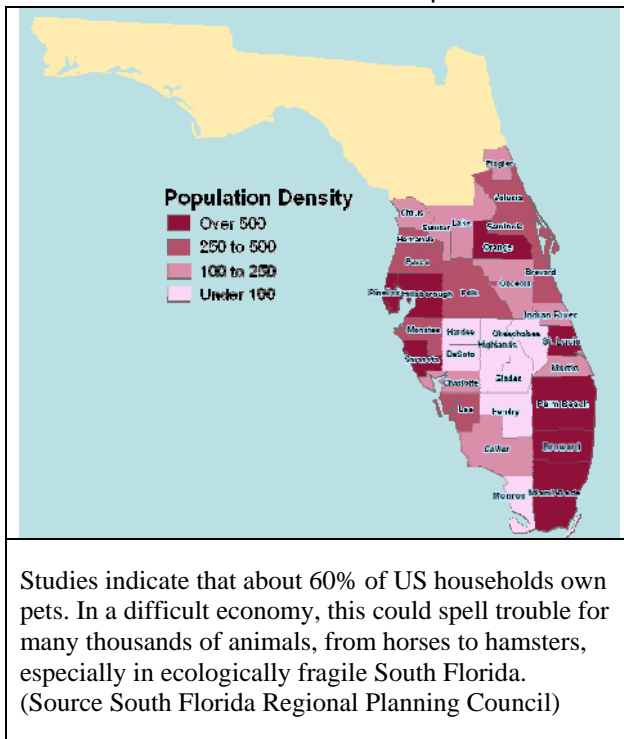 Flagler
Volusia
Population Density
Over 500
250 to 500
100 to 250
Under 100
Citrus
Sumter
Lake
Seminole
Hernando
Orange
Pasco
Brevard
Osceola
Pinellas
Hillsborough
Polk
Indian River
Manatee
Hardee
Okeechobee
Highlands
St. Lucie
Sarasota
DeSoto
Martin
Charlotte
Glades
Lee
Hendry
Palm Beach
Collier
Broward
Monroe
Miami-Dade
Studies indicate that about 60% of US households own
pets. In a difficult economy, this could spell trouble for
many thousands of animals, from horses to hamsters,
especially in ecologically fragile South Florida.
(Source South Florida Regional Planning Council)